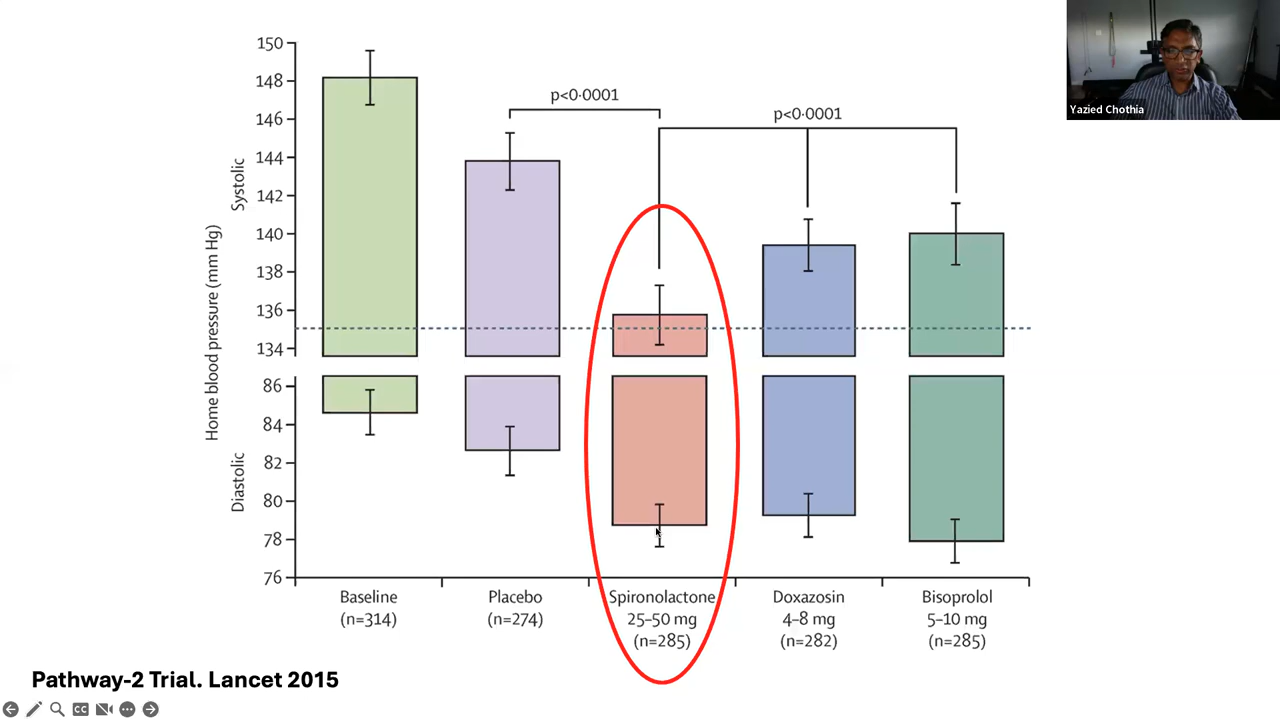 Yazied Chothia
150
148
146
144
142
140
138
136
134
86
84
82
80
78
76
Home blood pressure (mm Hg)
Systolic
Diastolic
p<0·0001
p<0·0001
Baseline
(n=314)
Placebo
(n=274)
Spironolactone
25–50 mg
(n=285)
Doxazosin
4–8 mg
(n=282)
Bisoprolol
5–10 mg
(n=285)
Pathway-2 Trial. Lancet 2015
CC